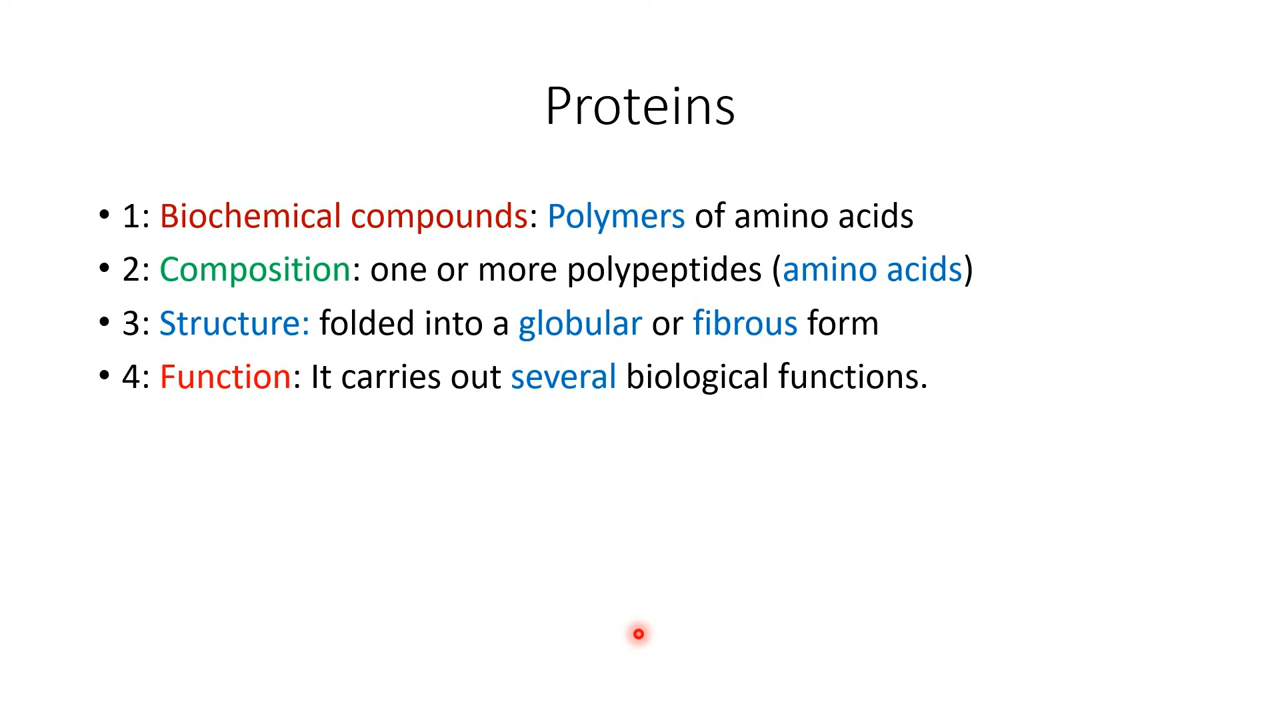 Proteins
• 1: Biochemical compounds: Polymers of amino acids
• 2: Composition: one or more polypeptides (amino acids)
• 3: Structure: folded into a globular or fibrous form
• 4: Function: It carries out several biological functions.